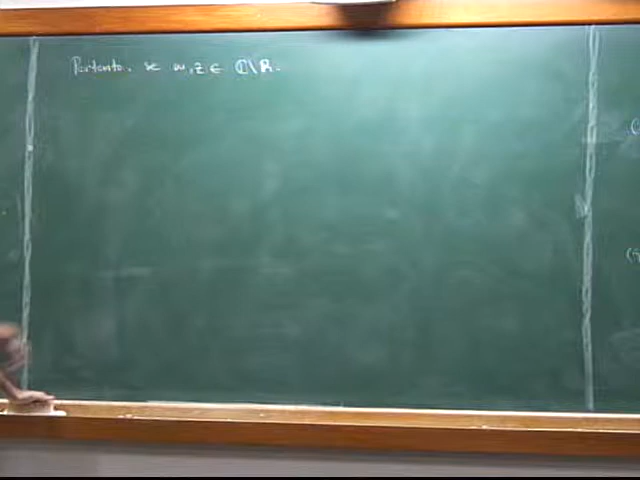 Portanto, se w, z ∈ ℂ\ℝ.